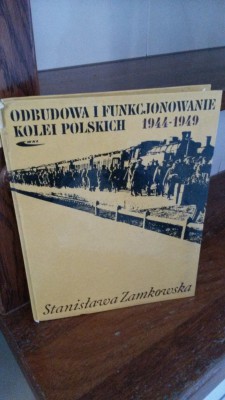 ODBUDOWA I FUNKCJONOWANIE
KOLEI POLSKICH 1944-1949
Stanisława Zamkowska